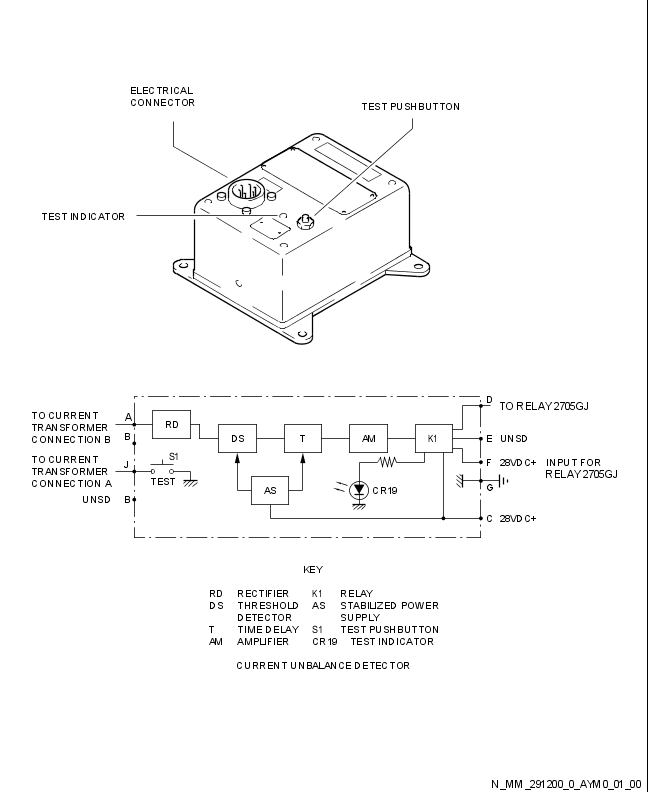 ELECTRICAL
CONNECTOR
TEST PUSHBUTTON
TEST INDICATOR
TO CURRENT
TRANSFORMER
CONNECTION B
A
B
RD
DS
T
AM
K1
D
TO RELAY 2705GJ
E UNSD
F 28VDC+ INPUT FOR
RELAY 2705GJ
G
TO CURRENT
TRANSFORMER
CONNECTION A
J
S1
TEST
AS
CR19
UNSD B
C 28VDC+
KEY
RD RECTIFIER K1 RELAY
DS THRESHOLD AS STABILIZED POWER
DETECTOR SUPPLY
T TIME DELAY S1 TEST PUSHBUTTON
AM AMPLIFIER CR19 TEST INDICATOR
CURRENT UNBALANCE DETECTOR
N_MM_291200_0_AYM0_01_00